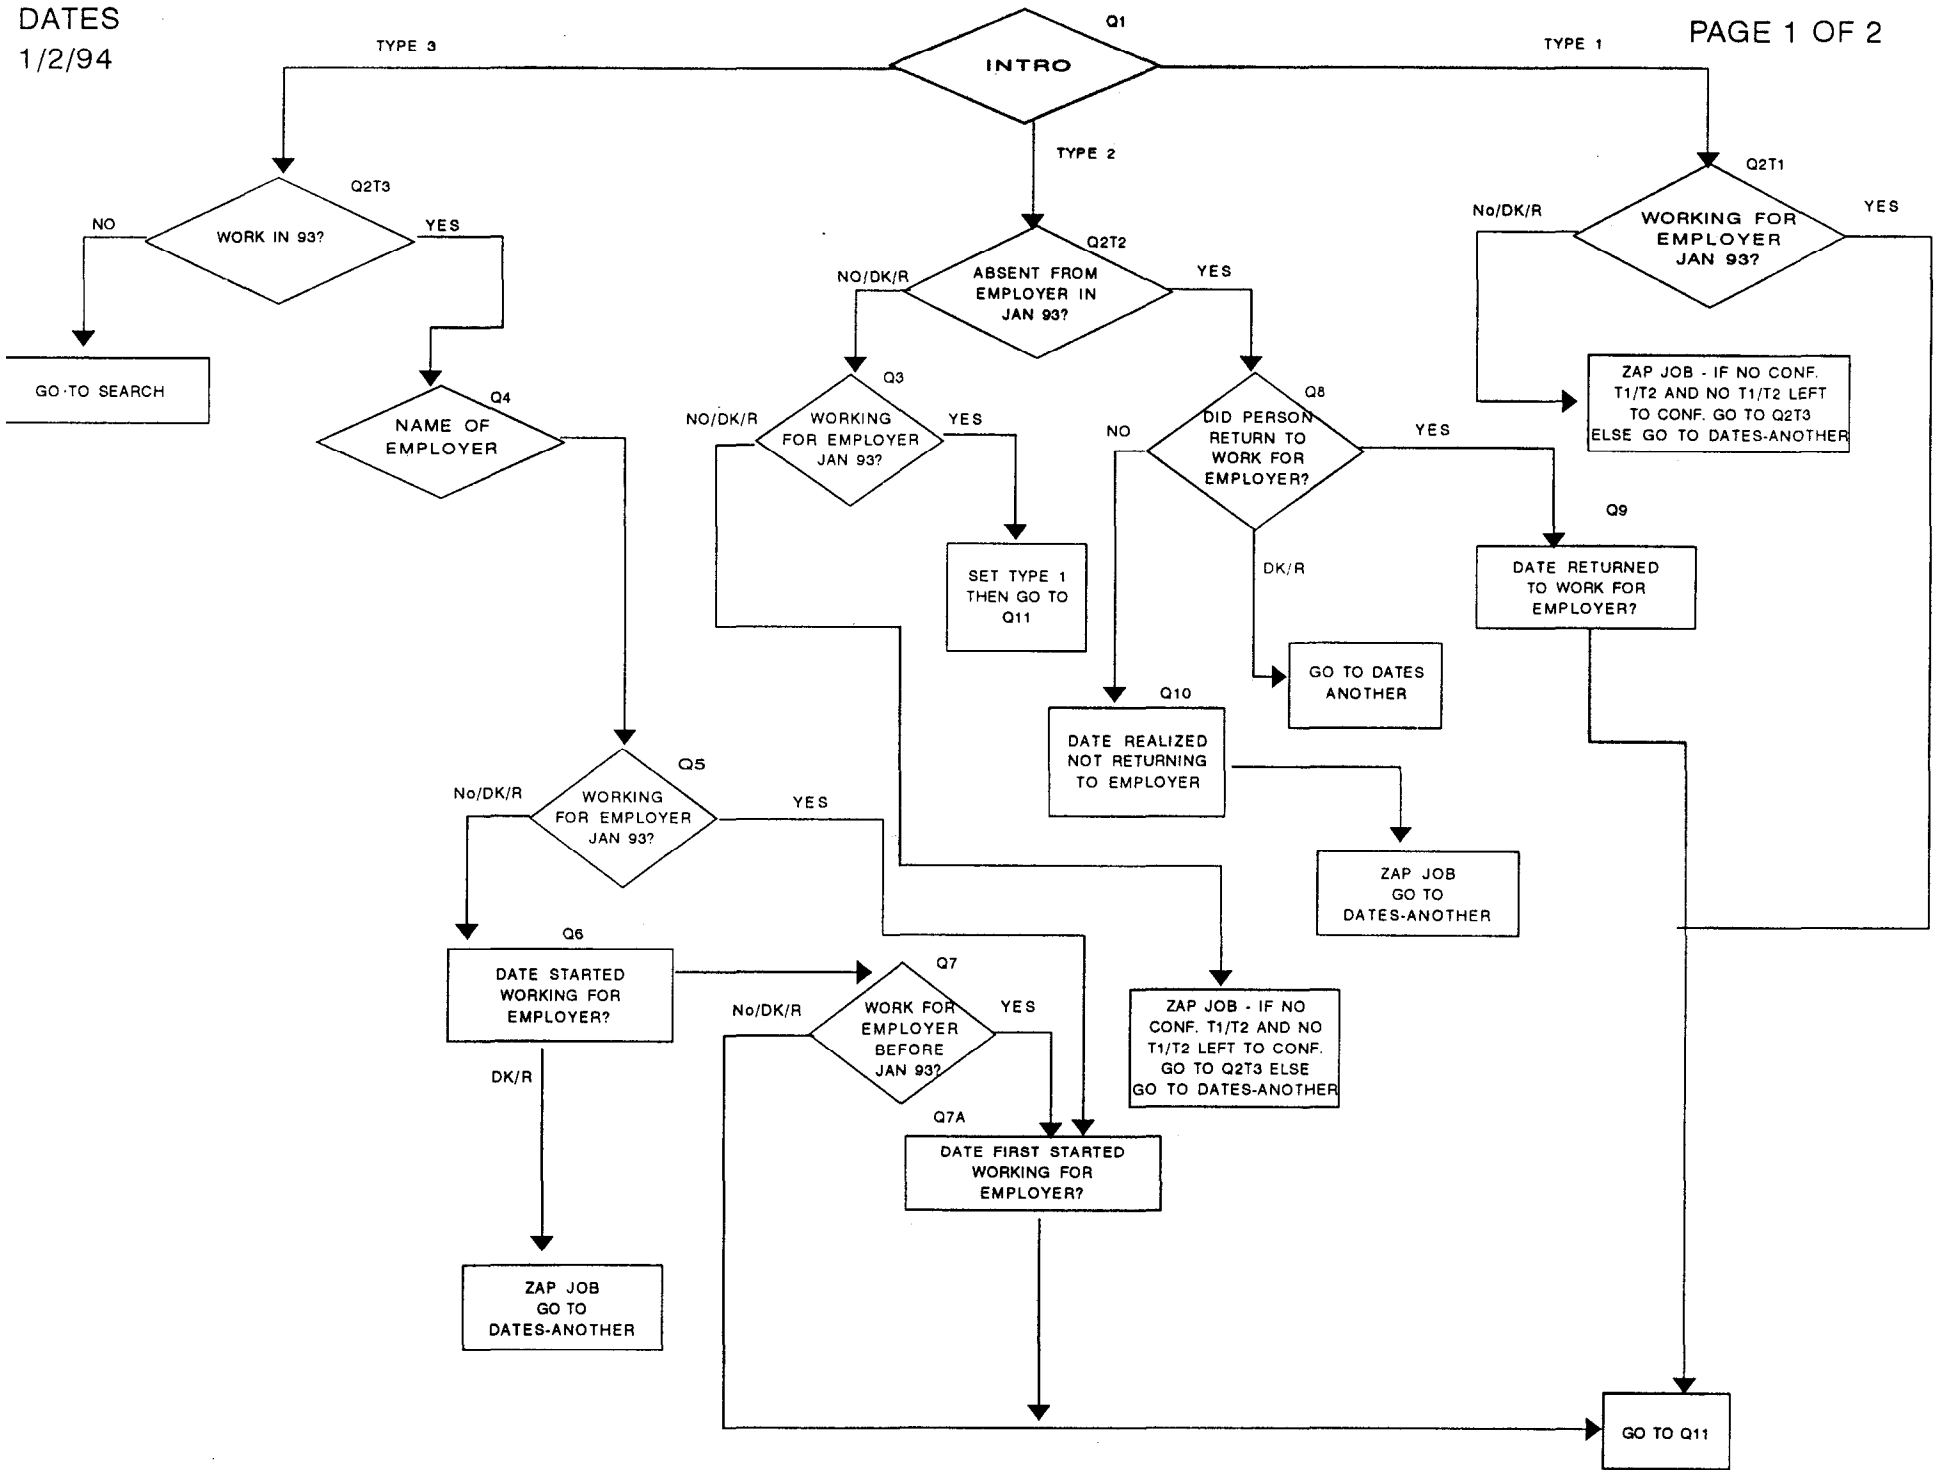 DATES
1/2/94
PAGE 1 OF 2
Q1
INTRO
TYPE 3
TYPE 2
TYPE 1
Q2T3
WORK IN 93?
NO
YES
GO TO SEARCH
Q4
NAME OF
EMPLOYER
Q2T2
ABSENT FROM
EMPLOYER IN
JAN 93?
NO/DK/R
YES
Q2T1
WORKING FOR
EMPLOYER
JAN 93?
No/DK/R
YES
ZAP JOB - IF NO CONF.
T1/T2 AND NO T1/T2 LEFT
TO CONF. GO TO Q2T3
ELSE GO TO DATES-ANOTHER
Q3
WORKING
FOR EMPLOYER
JAN 93?
NO/DK/R
YES
SET TYPE 1
THEN GO TO
Q11
Q8
DID PERSON
RETURN TO
WORK FOR
EMPLOYER?
NO
YES
DK/R
Q9
DATE RETURNED
TO WORK FOR
EMPLOYER?
GO TO DATES
ANOTHER
Q10
DATE REALIZED
NOT RETURNING
TO EMPLOYER
ZAP JOB
GO TO
DATES-ANOTHER
Q5
WORKING
FOR EMPLOYER
JAN 93?
No/DK/R
YES
Q6
DATE STARTED
WORKING FOR
EMPLOYER?
DK/R
Q7
WORK FOR
EMPLOYER
BEFORE
JAN 93?
No/DK/R
YES
ZAP JOB - IF NO
CONF. T1/T2 AND NO
T1/T2 LEFT TO CONF.
GO TO Q2T3 ELSE
GO TO DATES-ANOTHER
Q7A
DATE FIRST STARTED
WORKING FOR
EMPLOYER?
ZAP JOB
GO TO
DATES-ANOTHER
GO TO Q11